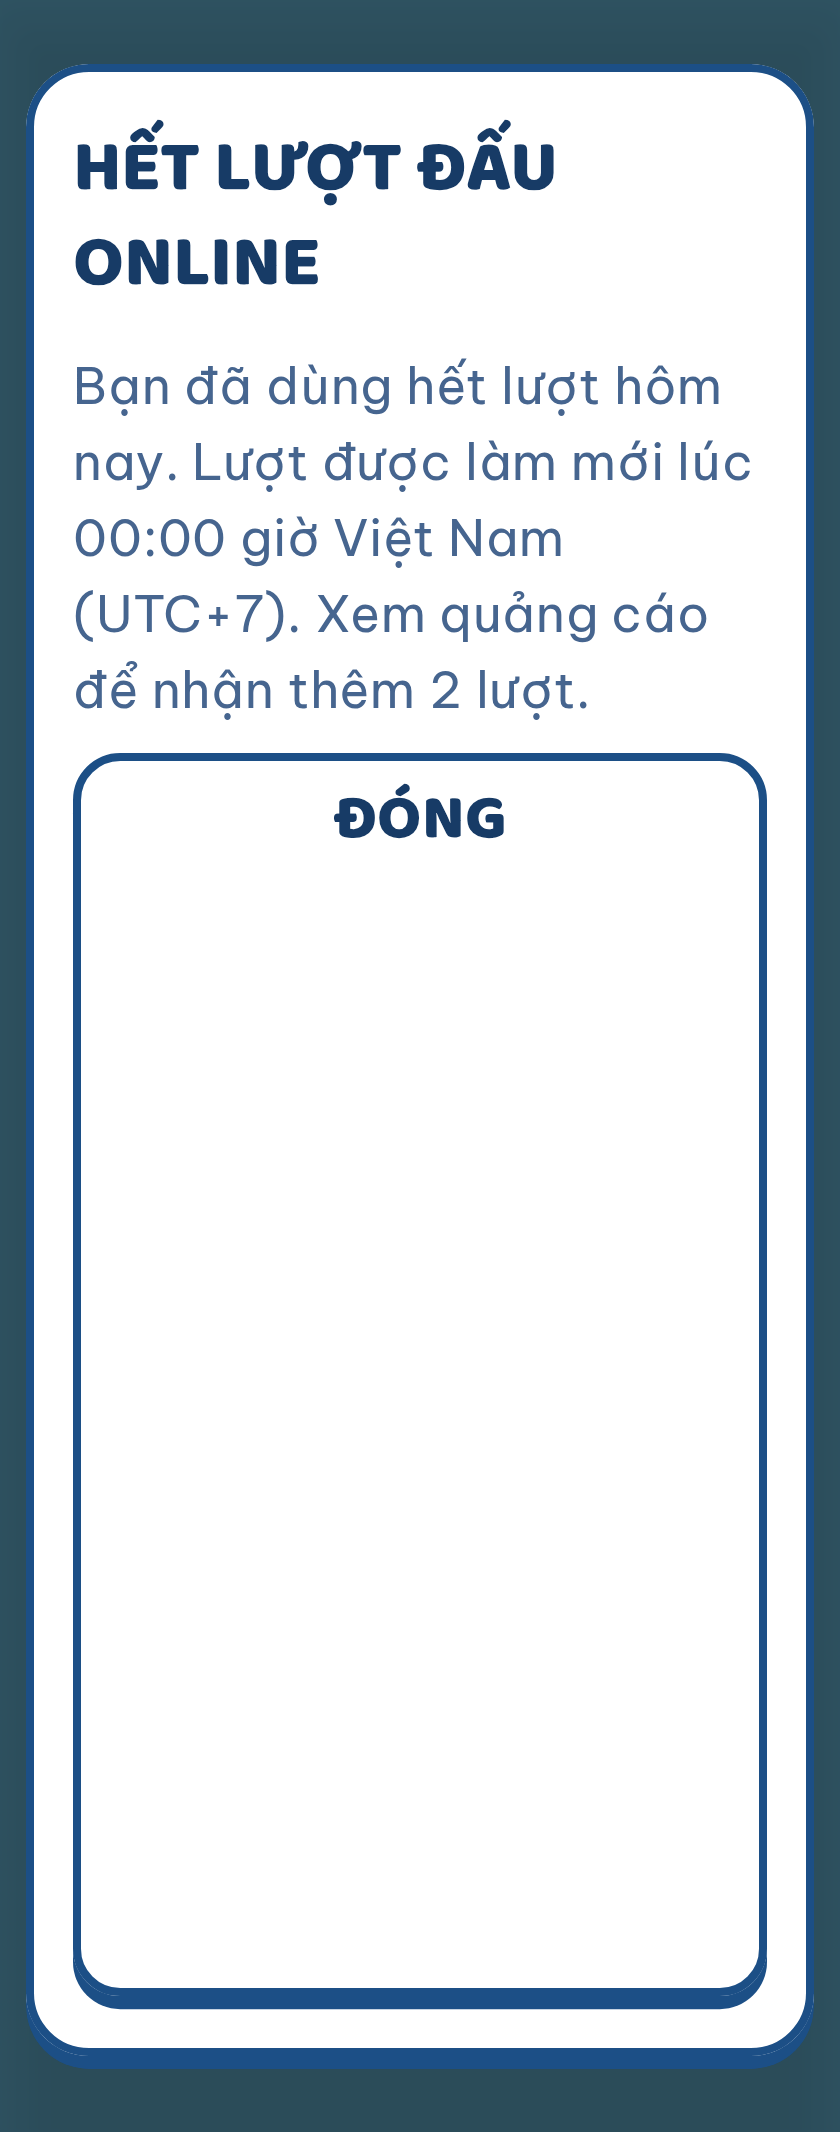 HẾT LƯỢT ĐẤU
ONLINE
Bạn đã dùng hết lượt hôm
nay. Lượt được làm mới lúc
00:00 giờ Việt Nam
(UTC+7). Xem quảng cáo
để nhận thêm 2 lượt.
ĐÓNG